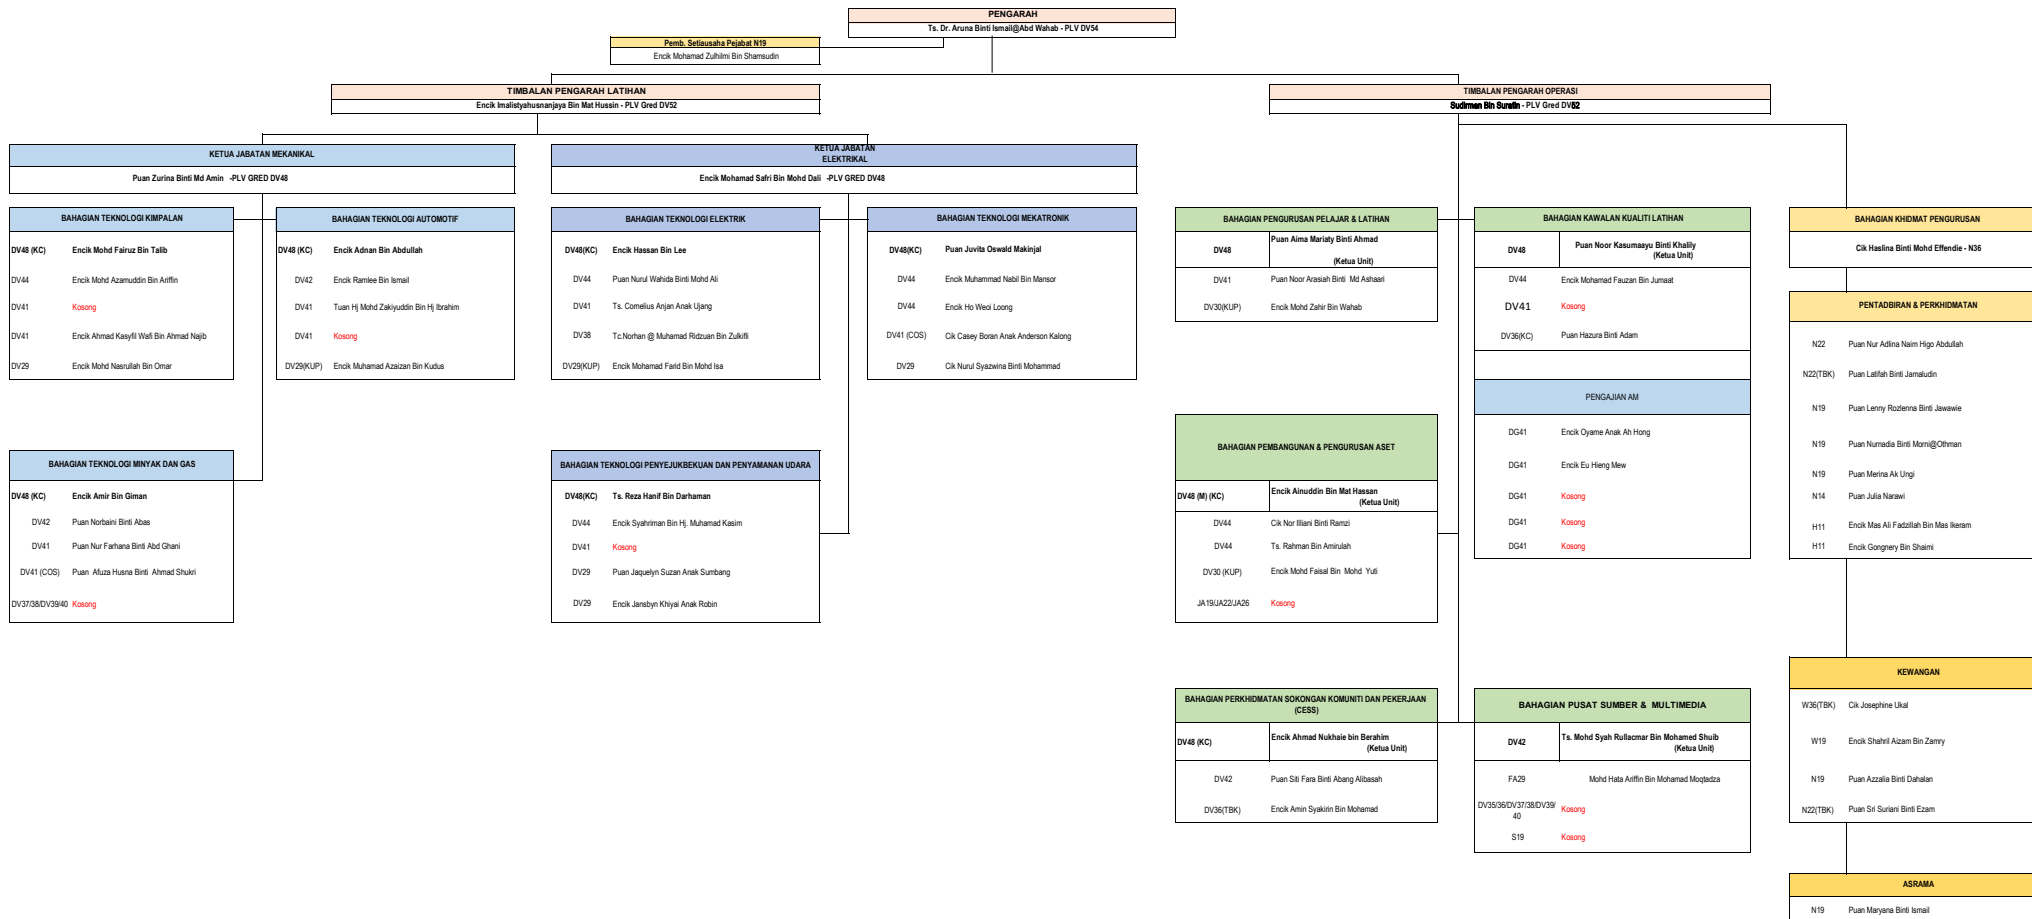 PENGARAH
Ts. Dr. Aruna Binti Ismail@Abd Wahab - PLV DV54
Pemb. Setiausaha Pejabat N19
Encik Mohamad Zulhilmi Bin Shamsudin
TIMBALAN PENGARAH LATIHAN
Encik Imalistyahusnanjaya Bin Mat Hussin - PLV Gred DV52
TIMBALAN PENGARAH OPERASI
Sudirman Bin Suratin - PLV Gred DV52
KETUA JABATAN MEKANIKAL
Puan Zurina Binti Md Amin -PLV GRED DV48
KETUA JABATAN
ELEKTRIKAL
Encik Mohamad Safri Bin Mohd Dali -PLV GRED DV48
BAHAGIAN TEKNOLOGI KIMPALAN
DV48 (KC) Encik Mohd Fairuz Bin Talib
DV44 Encik Mohd Azamuddin Bin Ariffin
DV41 Kosong
DV41 Encik Ahmad Kasyfil Wafi Bin Ahmad Najib
DV29 Encik Mohd Nasrullah Bin Omar
BAHAGIAN TEKNOLOGI AUTOMOTIF
DV48 (KC) Encik Adnan Bin Abdullah
DV42 Encik Ramlee Bin Ismail
DV41 Tuan Hj Mohd Zakiyuddin Bin Hj Ibrahim
DV41 Kosong
DV29(KUP) Encik Muhamad Azaizan Bin Kudus
BAHAGIAN TEKNOLOGI ELEKTRIK
DV48(KC) Encik Hassan Bin Lee
DV44 Puan Nurul Wahida Binti Mohd Ali
DV41 Ts. Cornelius Anjan Anak Ujang
DV38 Tc.Norhan @ Muhamad Ridzuan Bin Zulkifli
DV29(KUP) Encik Mohamad Farid Bin Mohd Isa
BAHAGIAN TEKNOLOGI MEKATRONIK
DV48(KC) Puan Juvita Oswald Makinjal
DV44 Encik Muhammad Nabil Bin Mansor
DV44 Encik Ho Weoi Loong
DV41 (COS) Cik Casey Boran Anak Anderson Kalong
DV29 Cik Nurul Syazwina Binti Mohammad
BAHAGIAN TEKNOLOGI MINYAK DAN GAS
DV48 (KC) Encik Amir Bin Giman
DV42 Puan Norbaini Binti Abas
DV41 Puan Nur Farhana Binti Abd Ghani
DV41 (COS) Puan Afuza Husna Binti Ahmad Shukri
DV37/38/DV39/40 Kosong
BAHAGIAN TEKNOLOGI PENYEJUKBEKUAN DAN PENYAMANAN UDARA
DV48(KC) Ts. Reza Hanif Bin Darhaman
DV44 Encik Syahriman Bin Hj. Muhamad Kasim
DV41 Kosong
DV29 Puan Jaquelyn Suzan Anak Sumbang
DV29 Encik Jansbyn Khiyai Anak Robin
BAHAGIAN PENGURUSAN PELAJAR & LATIHAN
DV48 Puan Aima Mariaty Binti Ahmad
(Ketua Unit)
DV41 Puan Noor Arasiah Binti Md Ashaari
DV30(KUP) Encik Mohd Zahir Bin Wahab
BAHAGIAN KAWALAN KUALITI LATIHAN
DV48 Puan Noor Kasumaayu Binti Khalily
(Ketua Unit)
DV44 Encik Mohamad Fauzan Bin Jumaat
DV41 Kosong
DV36(KC) Puan Hazura Binti Adam
PENGAJIAN AM
DG41 Encik Oyame Anak Ah Hong
DG41 Encik Eu Hieng Mew
DG41 Kosong
DG41 Kosong
DG41 Kosong
BAHAGIAN PEMBANGUNAN & PENGURUSAN ASET
DV48 (M) (KC) Encik Ainuddin Bin Mat Hassan
(Ketua Unit)
DV44 Cik Nor Illiani Binti Ramzi
DV44 Ts. Rahman Bin Amirulah
DV30 (KUP) Encik Mohd Faisal Bin Mohd Yuti
JA19/JA22/JA26 Kosong
BAHAGIAN PERKHIDMATAN SOKONGAN KOMUNITI DAN PEKERJAAN
(CESS)
DV48 (KC) Encik Ahmad Nukhaie bin Berahim
(Ketua Unit)
DV42 Puan Siti Fara Binti Abang Alibasah
DV36(TBK) Encik Amin Syakirin Bin Mohamad
BAHAGIAN PUSAT SUMBER & MULTIMEDIA
DV42 Ts. Mohd Syah Rullacmar Bin Mohamed Shuib
(Ketua Unit)
FA29 Mohd Hata Ariffin Bin Mohamad Moqtadza
DV35/36/DV37/38/DV39/
40 Kosong
S19 Kosong
BAHAGIAN KHIDMAT PENGURUSAN
Cik Haslina Binti Mohd Effendie - N36
PENTADBIRAN & PERKHIDMATAN
N22 Puan Nur Adlina Naim Higo Abdullah
N22(TBK) Puan Latifah Binti Jamaludin
N19 Puan Lenny Rozlenna Binti Jawawie
N19 Puan Nurnadia Binti Morni@Othman
N19 Puan Merina Ak Ungi
N14 Puan Julia Narawi
H11 Encik Mas Ali Fadzillah Bin Mas Ikeram
H11 Encik Gongnery Bin Shaimi
KEWANGAN
W36(TBK) Cik Josephine Ukal
W19 Encik Shahril Aizam Bin Zamry
N19 Puan Azzalia Binti Dahalan
N22(TBK) Puan Sri Suriani Binti Ezam
ASRAMA
N19 Puan Maryana Binti Ismail